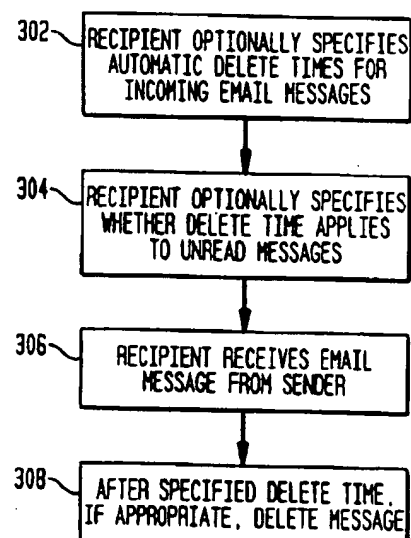 302
RECIPIENT OPTIONALLY SPECIFIES
AUTOMATIC DELETE TIMES FOR
INCOMING EMAIL MESSAGES
304
RECIPIENT OPTIONALLY SPECIFIES
WHETHER DELETE TIME APPLIES
TO UNREAD MESSAGES
306
RECIPIENT RECEIVES EMAIL
MESSAGE FROM SENDER
308
AFTER SPECIFIED DELETE TIME,
IF APPROPRIATE, DELETE MESSAGE